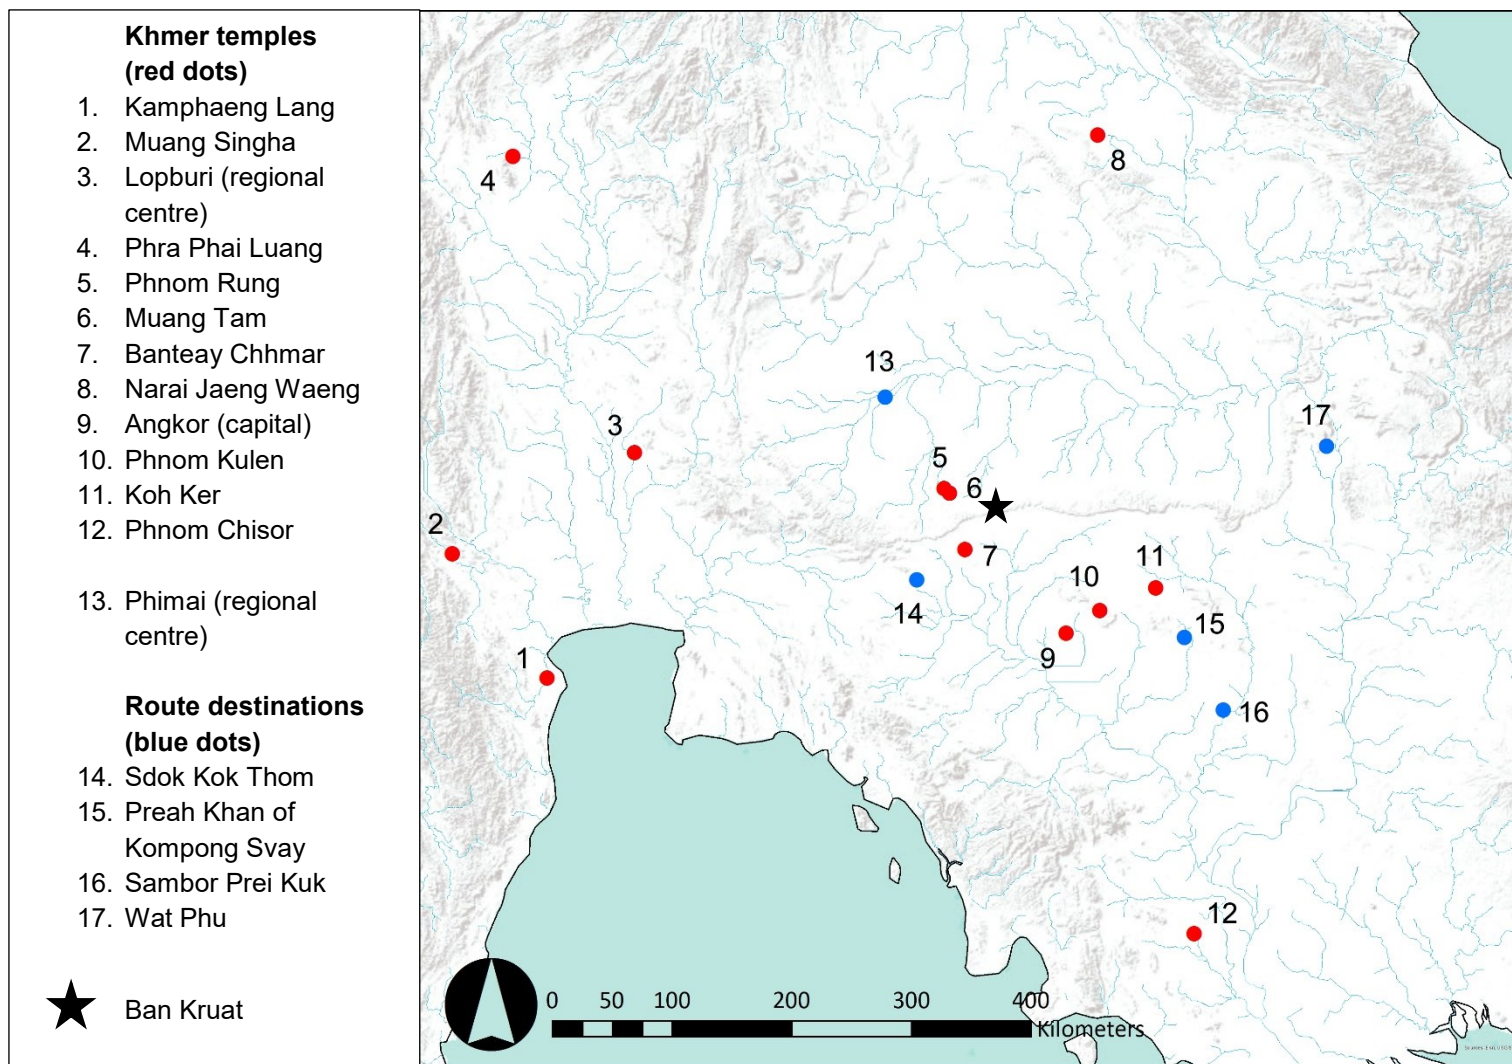 Khmer temples
(red dots)
1. Kamphaeng Lang
2. Muang Singha
3. Lopburi (regional
centre)
4. Phra Phai Luang
5. Phnom Rung
6. Muang Tam
7. Banteay Chhmar
8. Narai Jaeng Waeng
9. Angkor (capital)
10. Phnom Kulen
11. Koh Ker
12. Phnom Chisor
13. Phimai (regional
centre)
Route destinations
(blue dots)
14. Sdok Kok Thom
15. Preah Khan of
Kompong Svay
16. Sambor Prei Kuk
17. Wat Phu
Ban Kruat
4
8
13
3
17
5
6
2
7
11
10
14
15
9
1
16
12
0 50 100 200 300 400
Kilometers